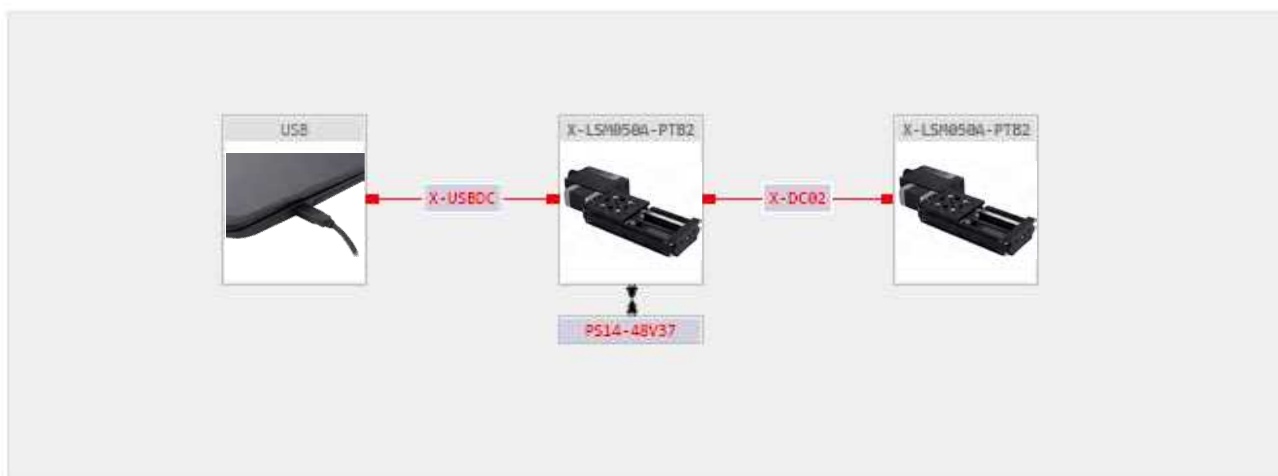 USB
X-LSM050A-PTB2
X-LSM050A-PTB2
X-USBDC
X-DC02
PS14-48V37